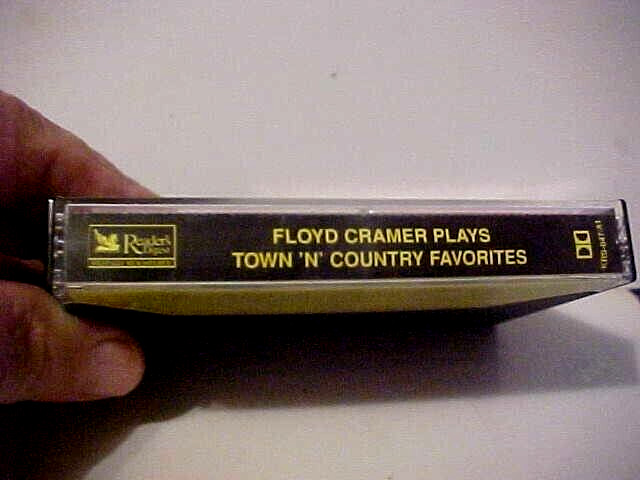 Reader's
Digest
FLOYD CRAMER PLAYS
TOWN 'N' COUNTRY FAVORITES